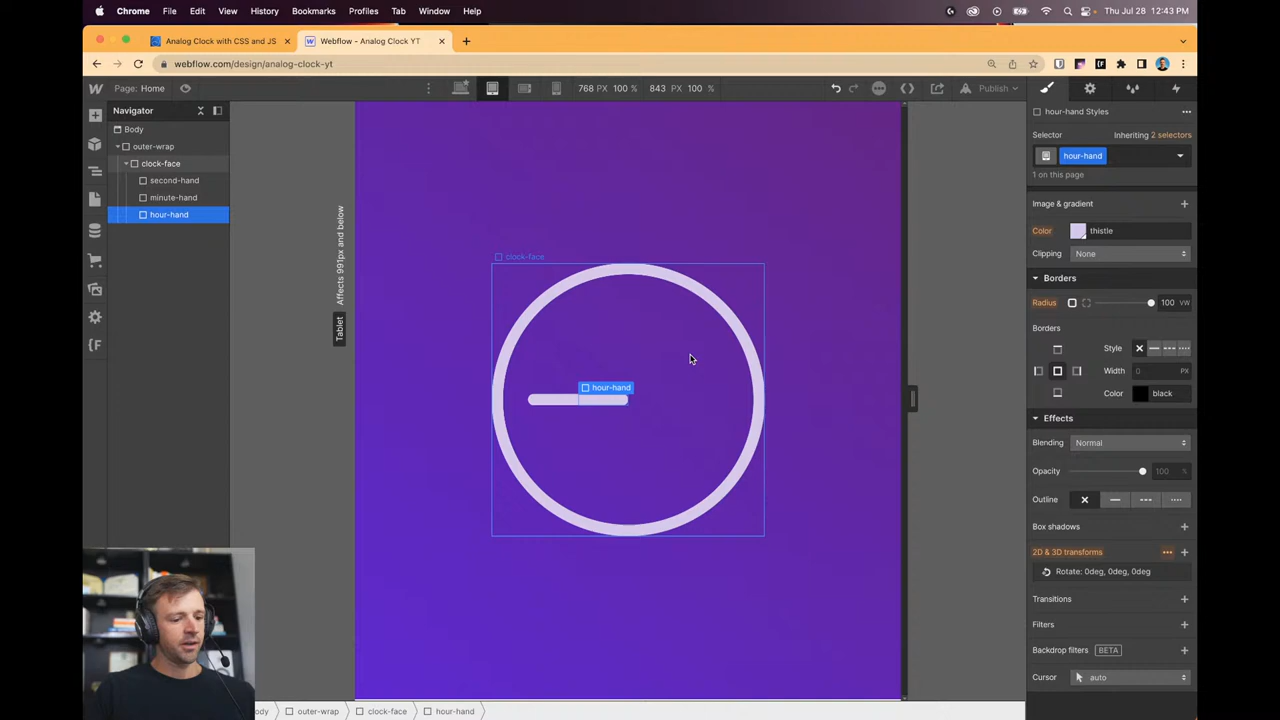 Chrome File Edit View History Bookmarks Profiles Tab Window Help Thu Jul 28 12:43 PM
Analog Clock with CSS and JS Webflow - Analog Clock YT
webflow.com/design/analog-clock-yt
Page: Home 768 PX 100 % 843 PX 100 % Publish
Navigator
Body
outer-wrap
clock-face
second-hand
minute-hand
hour-hand
Affects 991px and below
Tablet
clock-face
hour-hand
hour-hand Styles
Selector Inheriting 2 selectors
hour-hand
1 on this page
Image & gradient
Color thistle
Clipping None
Borders
Radius 100 VW
Borders
Style
Width 0 PX
Color black
Effects
Blending Normal
Opacity 100 %
Outline
Box shadows
2D & 3D transforms
Rotate: 0deg, 0deg, 0deg
Transitions
Filters
Backdrop filters BETA
Cursor auto
ody outer-wrap clock-face hour-hand